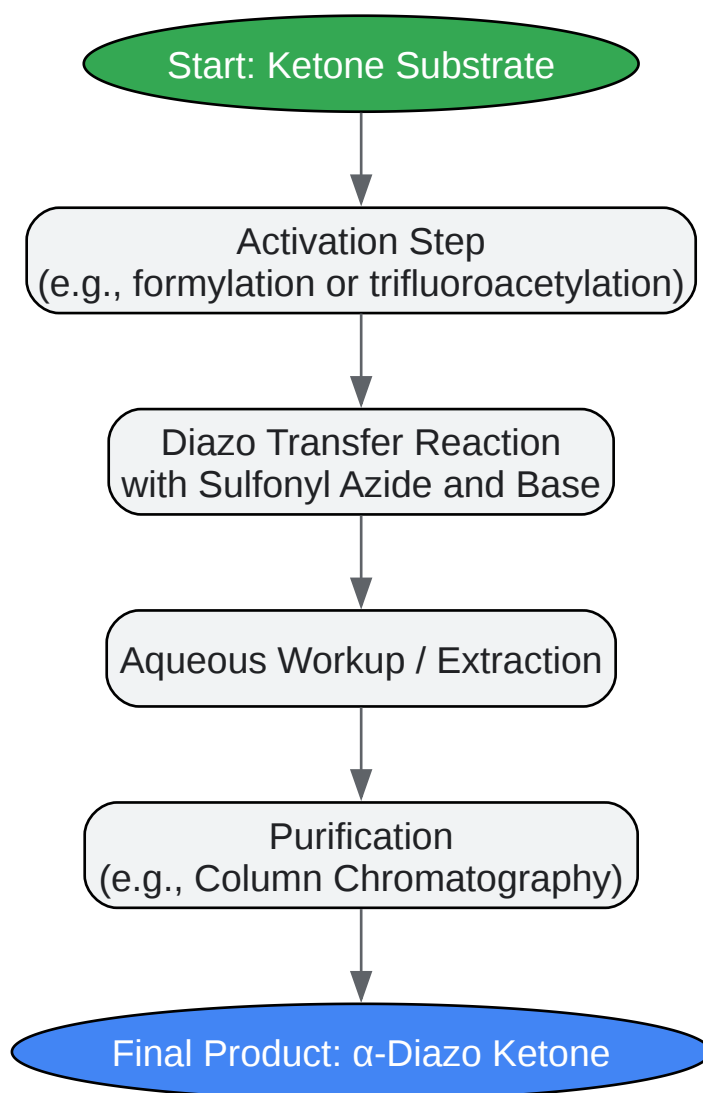 Start: Ketone Substrate
Activation Step
(e.g., formylation or trifluoroacetylation)
Diazo Transfer Reaction
with Sulfonyl Azide and Base
Aqueous Workup / Extraction
Purification
(e.g., Column Chromatography)
Final Product: α-Diazo Ketone